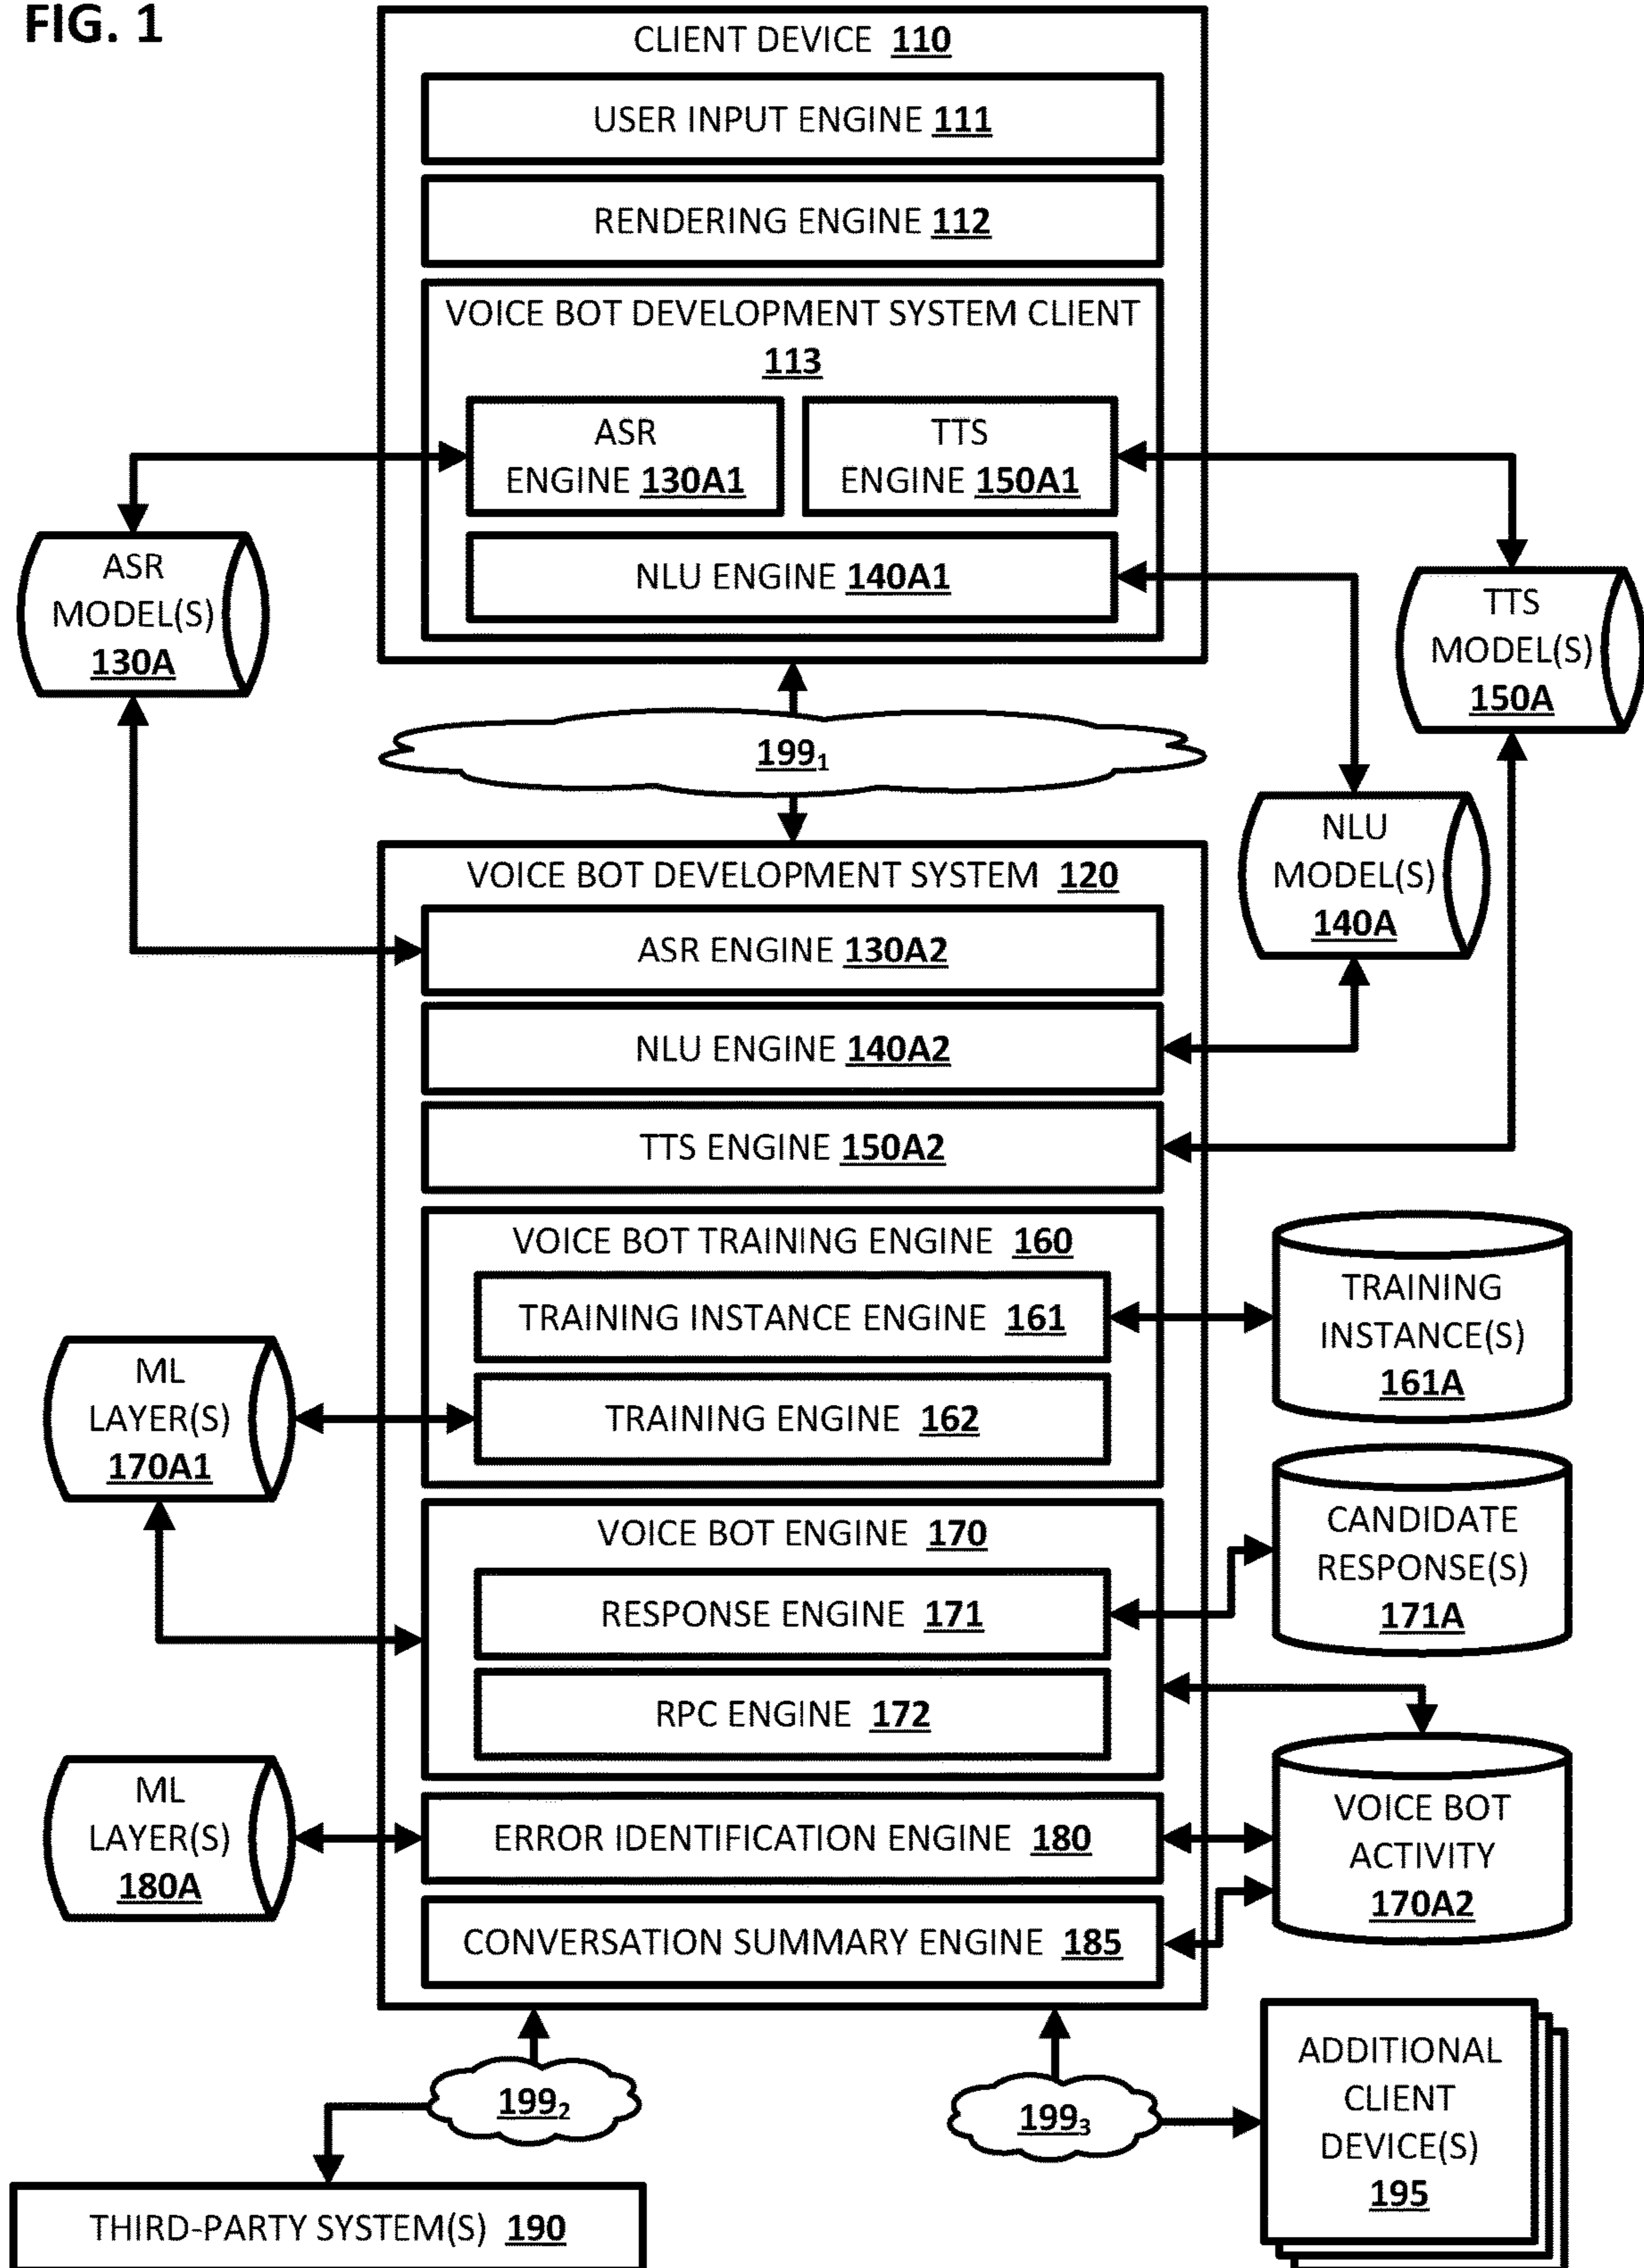 FIG. 1
CLIENT DEVICE 110
USER INPUT ENGINE 111
RENDERING ENGINE 112
VOICE BOT DEVELOPMENT SYSTEM CLIENT
113
ASR
ENGINE 130A1
TTS
ENGINE 150A1
NLU ENGINE 140A1
ASR
MODEL(S)
130A
TTS
MODEL(S)
150A
199₁
NLU
MODEL(S)
140A
VOICE BOT DEVELOPMENT SYSTEM 120
ASR ENGINE 130A2
NLU ENGINE 140A2
TTS ENGINE 150A2
VOICE BOT TRAINING ENGINE 160
TRAINING INSTANCE ENGINE 161
TRAINING
INSTANCE(S)
161A
TRAINING ENGINE 162
ML
LAYER(S)
170A1
VOICE BOT ENGINE 170
RESPONSE ENGINE 171
CANDIDATE
RESPONSE(S)
171A
RPC ENGINE 172
ML
LAYER(S)
180A
ERROR IDENTIFICATION ENGINE 180
VOICE BOT
ACTIVITY
170A2
CONVERSATION SUMMARY ENGINE 185
199₂
199₃
ADDITIONAL
CLIENT
DEVICE(S)
195
THIRD-PARTY SYSTEM(S) 190